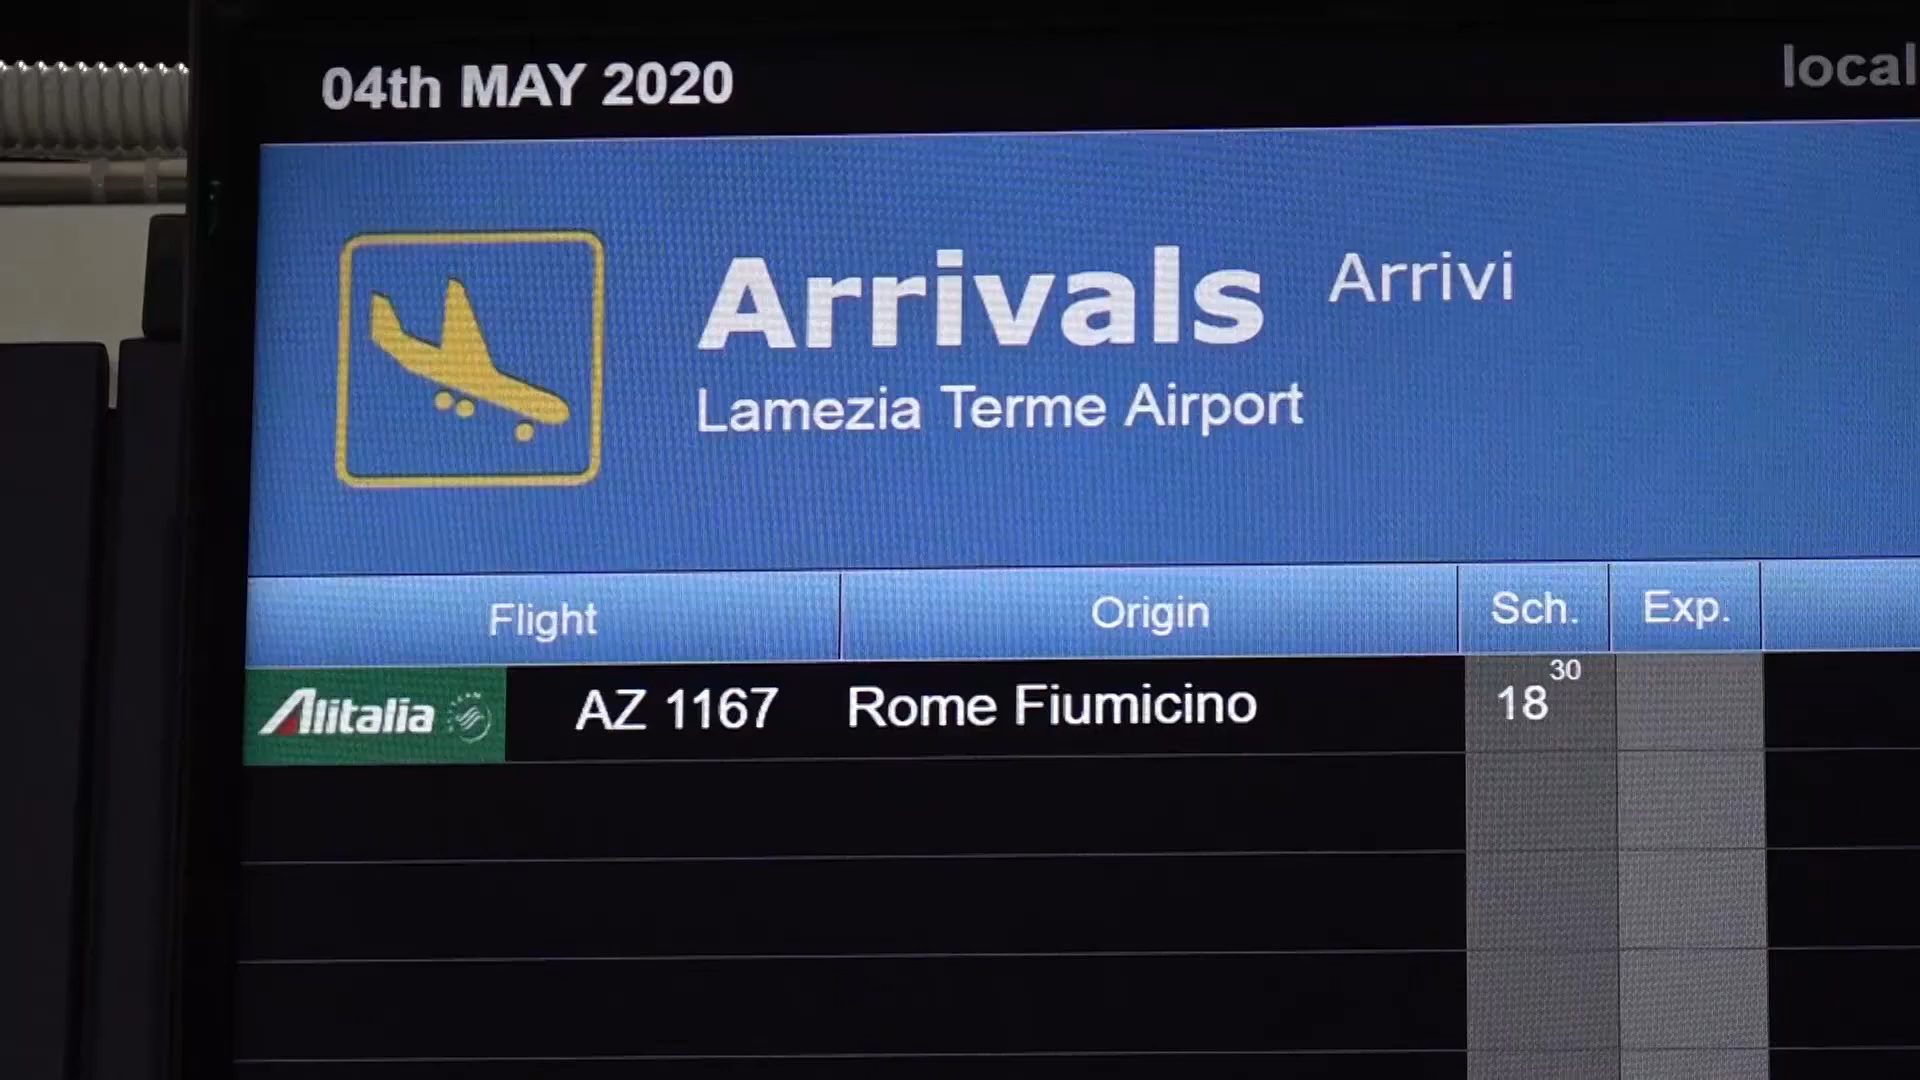 04th MAY 2020
local
Arrivals Arrivi
Lamezia Terme Airport
Flight Origin Sch. Exp.
Alitalia AZ 1167 Rome Fiumicino 18 30